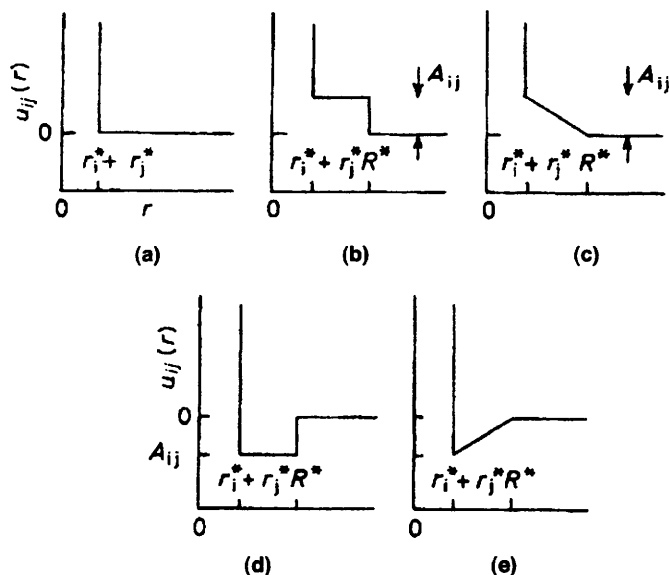 u_ij(r)
0
r_i^* + r_j^*
0
r
(a)
A_ij
r_i^* + r_j^* R^*
0
(b)
A_ij
r_i^* + r_j^* R^*
0
(c)
u_ij(r)
0
A_ij
r_i^* + r_j^* R^*
0
(d)
r_i^* + r_j^* R^*
0
(e)